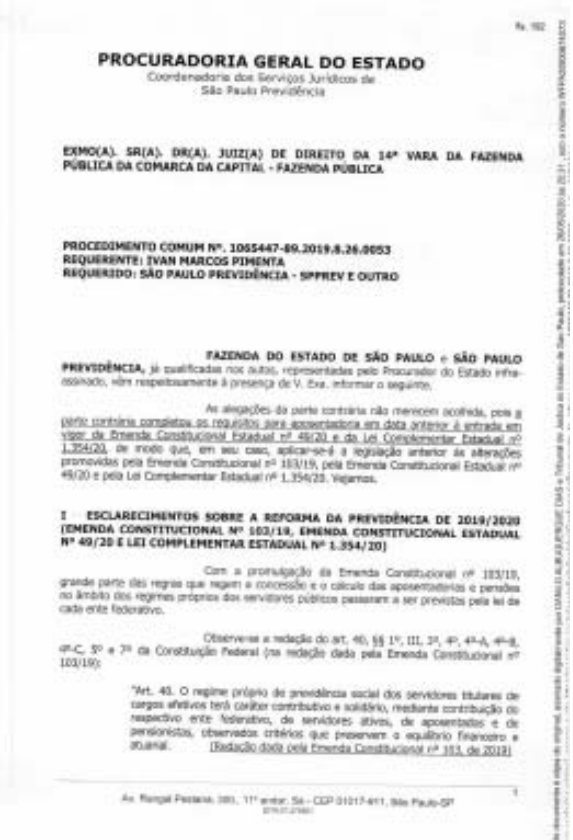 fls. 192
PROCURADORIA GERAL DO ESTADO
Coordenadoria dos Serviços Jurídicos de
São Paulo Previdência
EXMO(A). SR(A). DR(A). JUIZ(A) DE DIREITO DA 14ª VARA DA FAZENDA
PÚBLICA DA COMARCA DA CAPITAL - FAZENDA PÚBLICA
PROCEDIMENTO COMUM Nº. 1065447-89.2019.8.26.0053
REQUERENTE: IVAN MARCOS PIMENTA
REQUERIDO: SÃO PAULO PREVIDÊNCIA - SPPREV E OUTRO
FAZENDA DO ESTADO DE SÃO PAULO e SÃO PAULO
PREVIDÊNCIA, já qualificadas nos autos, representadas pelo Procurador do Estado infra-
assinado, vêm respeitosamente à presença de V. Exa. informar o seguinte.
As alegações da parte contrária não merecem acolhida, pois a
parte contrária completou os requisitos para aposentadoria em data anterior à entrada em
vigor da Emenda Constitucional Estadual nº 49/20 e da Lei Complementar Estadual nº
1.354/20, de modo que, em seu caso, aplicar-se-á a legislação anterior às alterações
promovidas pela Emenda Constitucional nº 103/19, pela Emenda Constitucional Estadual nº
49/20 e pela Lei Complementar Estadual nº 1.354/20. Vejamos.
I ESCLARECIMENTOS SOBRE A REFORMA DA PREVIDÊNCIA DE 2019/2020
(EMENDA CONSTITUCIONAL Nº 103/19, EMENDA CONSTITUCIONAL ESTADUAL
Nº 49/20 E LEI COMPLEMENTAR ESTADUAL Nº 1.354/20)
Com a promulgação da Emenda Constitucional nº 103/19,
grande parte das regras que regem a concessão e o cálculo das aposentadorias e pensões
no âmbito dos regimes próprios dos servidores públicos passaram a ser previstas pela lei de
cada ente federativo.
Observe-se a redação do art. 40, §§ 1º, III, 3º, 4º, 4º-A, 4º-B,
4º-C, 5º e 7º da Constituição Federal (na redação dada pela Emenda Constitucional nº
103/19):
"Art. 40. O regime próprio de previdência social dos servidores titulares de
cargos efetivos terá caráter contributivo e solidário, mediante contribuição do
respectivo ente federativo, de servidores ativos, de aposentados e de
pensionistas, observados critérios que preservem o equilíbrio financeiro e
atuarial. (Redação dada pela Emenda Constitucional nº 103, de 2019)
1
Av. Rangel Pestana, 300, 11º andar, Sé - CEP 01017-911, São Paulo-SP